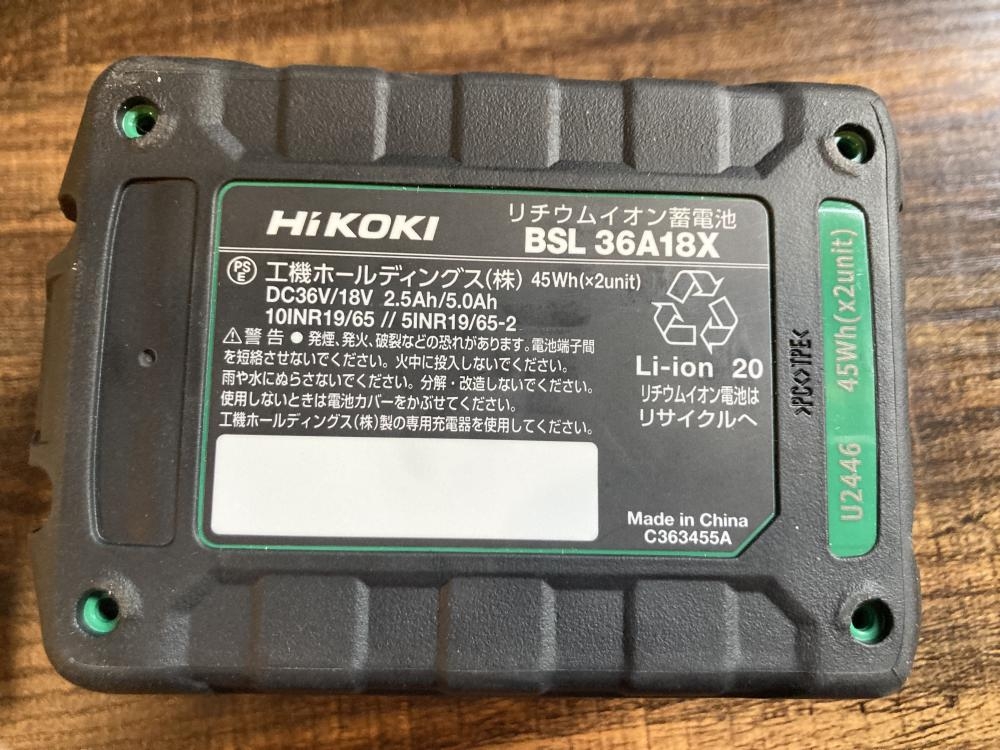 HiKOKI
リチウムイオン蓄電池
BSL 36A18X
PS
E
工機ホールディングス(株) 45Wh(×2unit)
DC36V/18V 2.5Ah/5.0Ah
10INR19/65 // 5INR19/65-2
⚠警告 ● 発煙、発火、破裂などの恐れがあります。電池端子間
を短絡させないでください。火中に投入しないでください。
雨や水にぬらさないでください。分解・改造しないでください。
使用しないときは電池カバーをかぶせてください。
工機ホールディングス(株)製の専用充電器を使用してください。
Li-ion 20
リチウムイオン電池は
リサイクルへ
Made in China
C363455A
>PC<>TPE<
U2446 45Wh(x2unit)